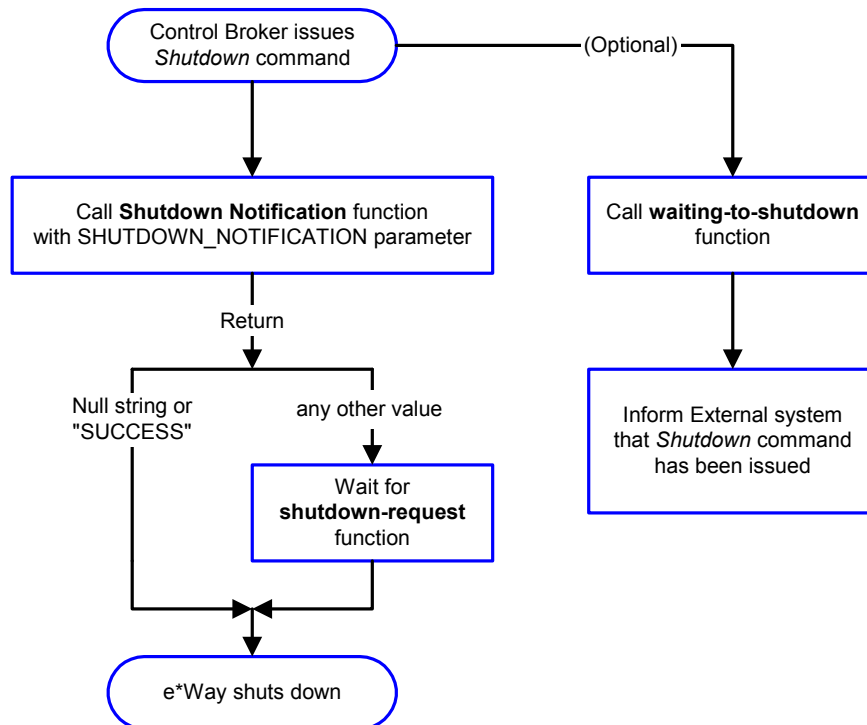 Control Broker issues
Shutdown command
(Optional)
Call Shutdown Notification function
with SHUTDOWN_NOTIFICATION parameter
Call waiting-to-shutdown
function
Return
Null string or
"SUCCESS"
any other value
Inform External system
that Shutdown command
has been issued
Wait for
shutdown-request
function
e*Way shuts down